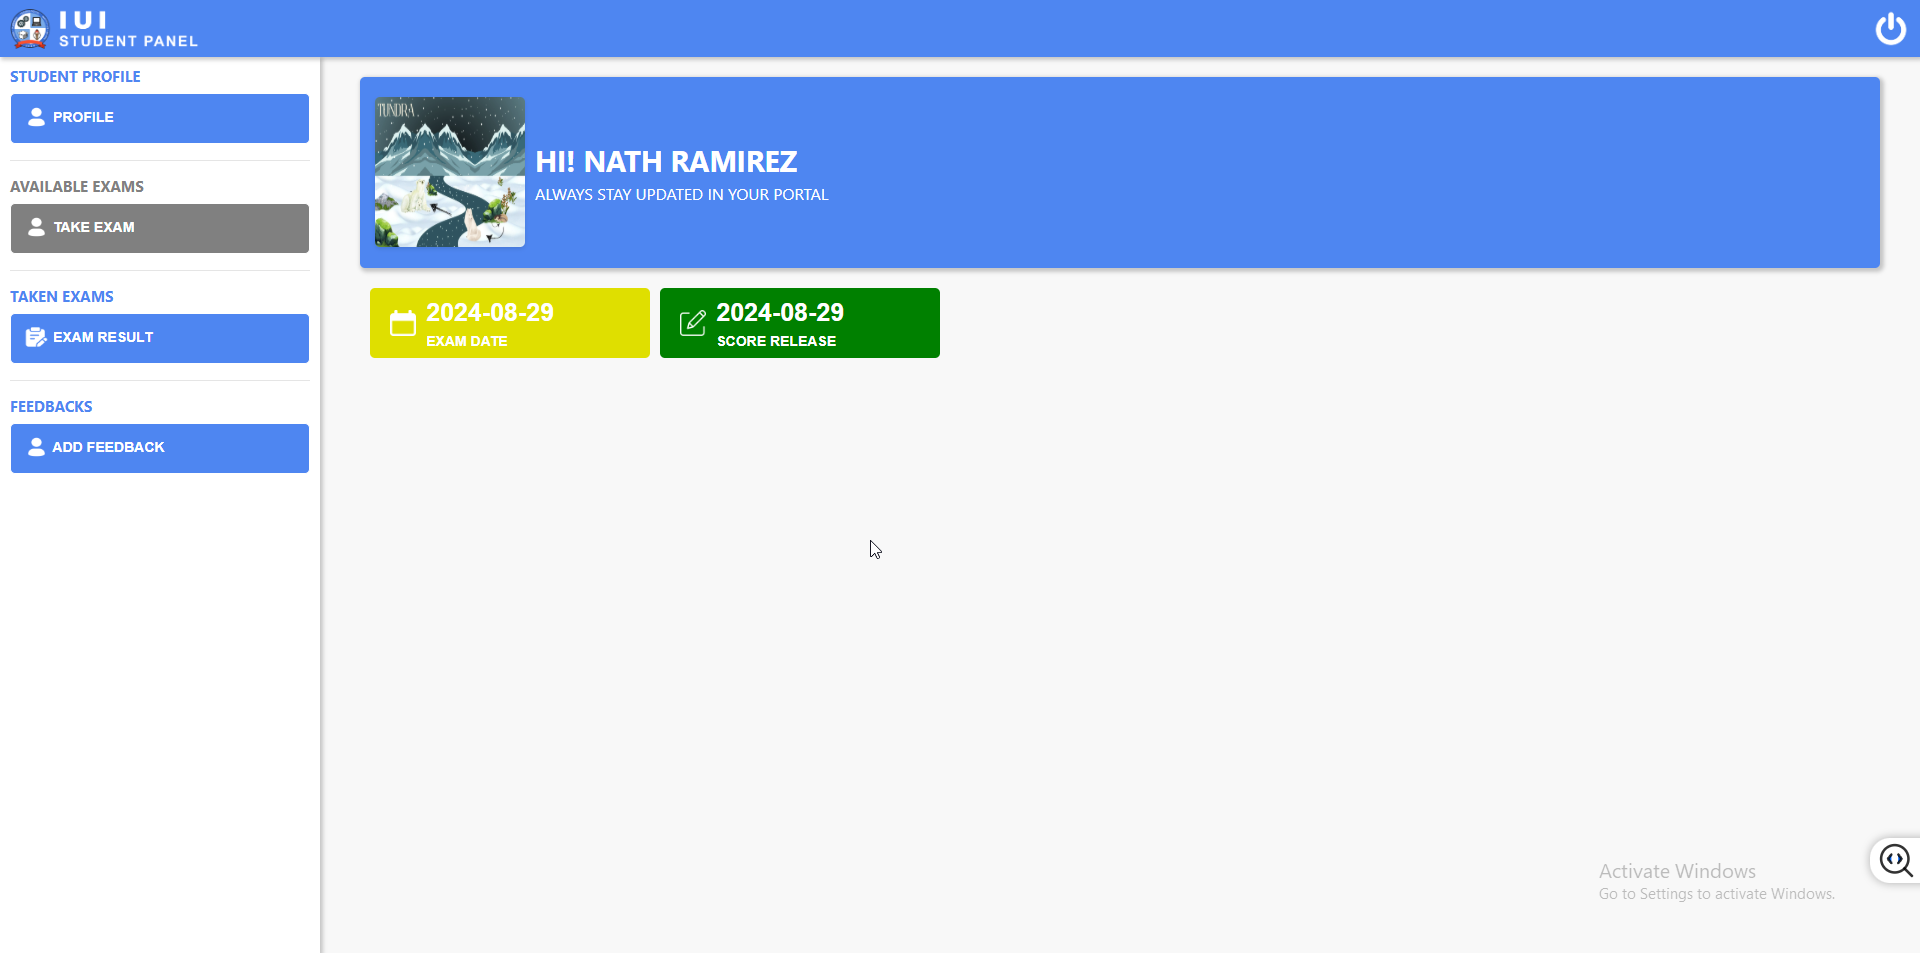 IUI
STUDENT PANEL
STUDENT PROFILE
PROFILE
AVAILABLE EXAMS
TAKE EXAM
TAKEN EXAMS
EXAM RESULT
FEEDBACKS
ADD FEEDBACK
TUNDRA
HI! NATH RAMIREZ
ALWAYS STAY UPDATED IN YOUR PORTAL
2024-08-29
EXAM DATE
2024-08-29
SCORE RELEASE
Activate Windows
Go to Settings to activate Windows.